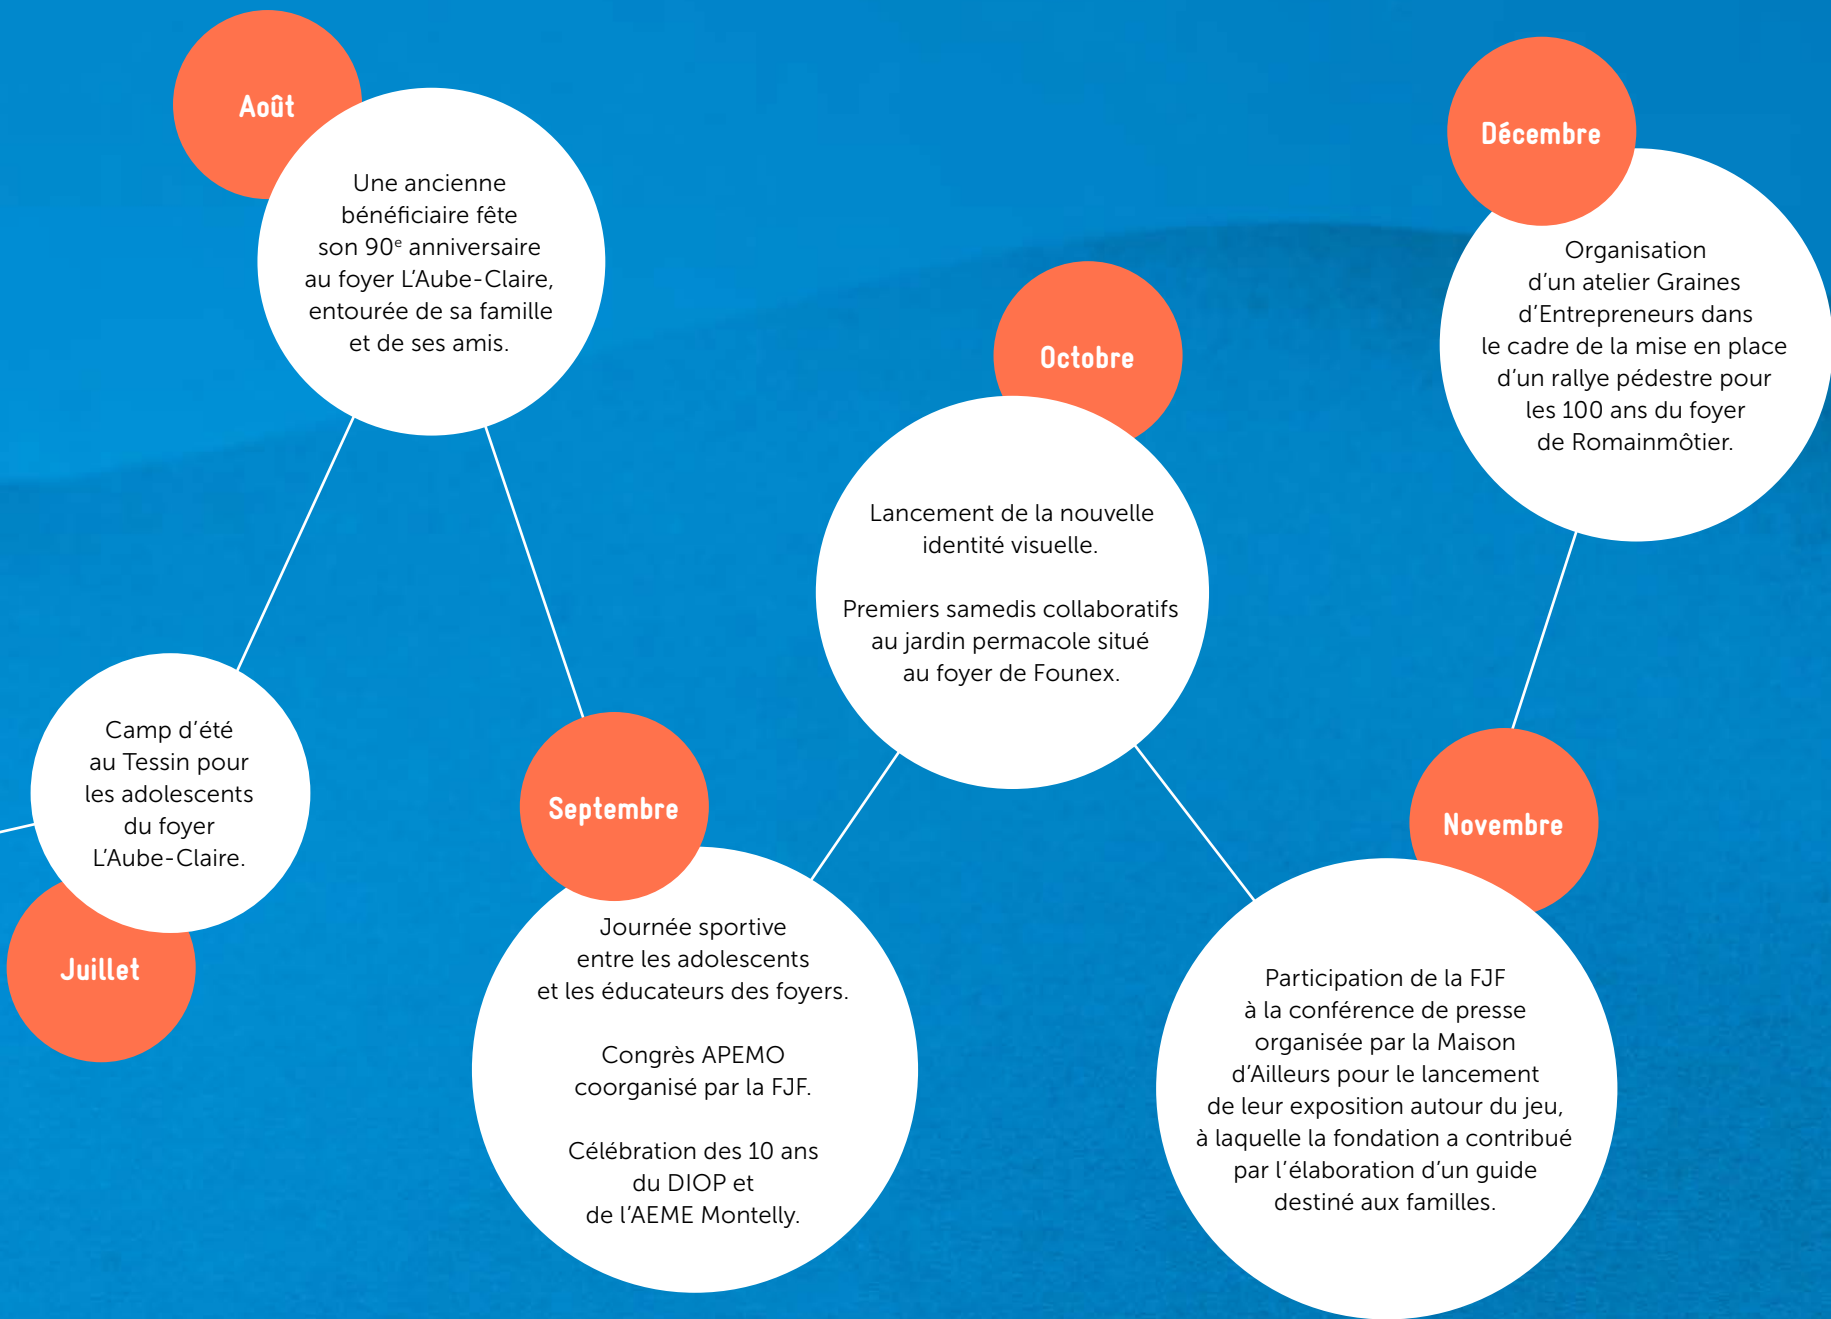 Juillet
Camp d’été
au Tessin pour
les adolescents
du foyer
L’Aube-Claire.
Août
Une ancienne
bénéficiaire fête
son 90e anniversaire
au foyer L’Aube-Claire,
entourée de sa famille
et de ses amis.
Septembre
Journée sportive
entre les adolescents
et les éducateurs des foyers.
Congrès APEMO
coorganisé par la FJF.
Célébration des 10 ans
du DIOP et
de l’AEME Montelly.
Octobre
Lancement de la nouvelle
identité visuelle.
Premiers samedis collaboratifs
au jardin permacole situé
au foyer de Founex.
Novembre
Participation de la FJF
à la conférence de presse
organisée par la Maison
d’Ailleurs pour le lancement
de leur exposition autour du jeu,
à laquelle la fondation a contribué
par l’élaboration d’un guide
destiné aux familles.
Décembre
Organisation
d’un atelier Graines
d’Entrepreneurs dans
le cadre de la mise en place
d’un rallye pédestre pour
les 100 ans du foyer
de Romainmôtier.